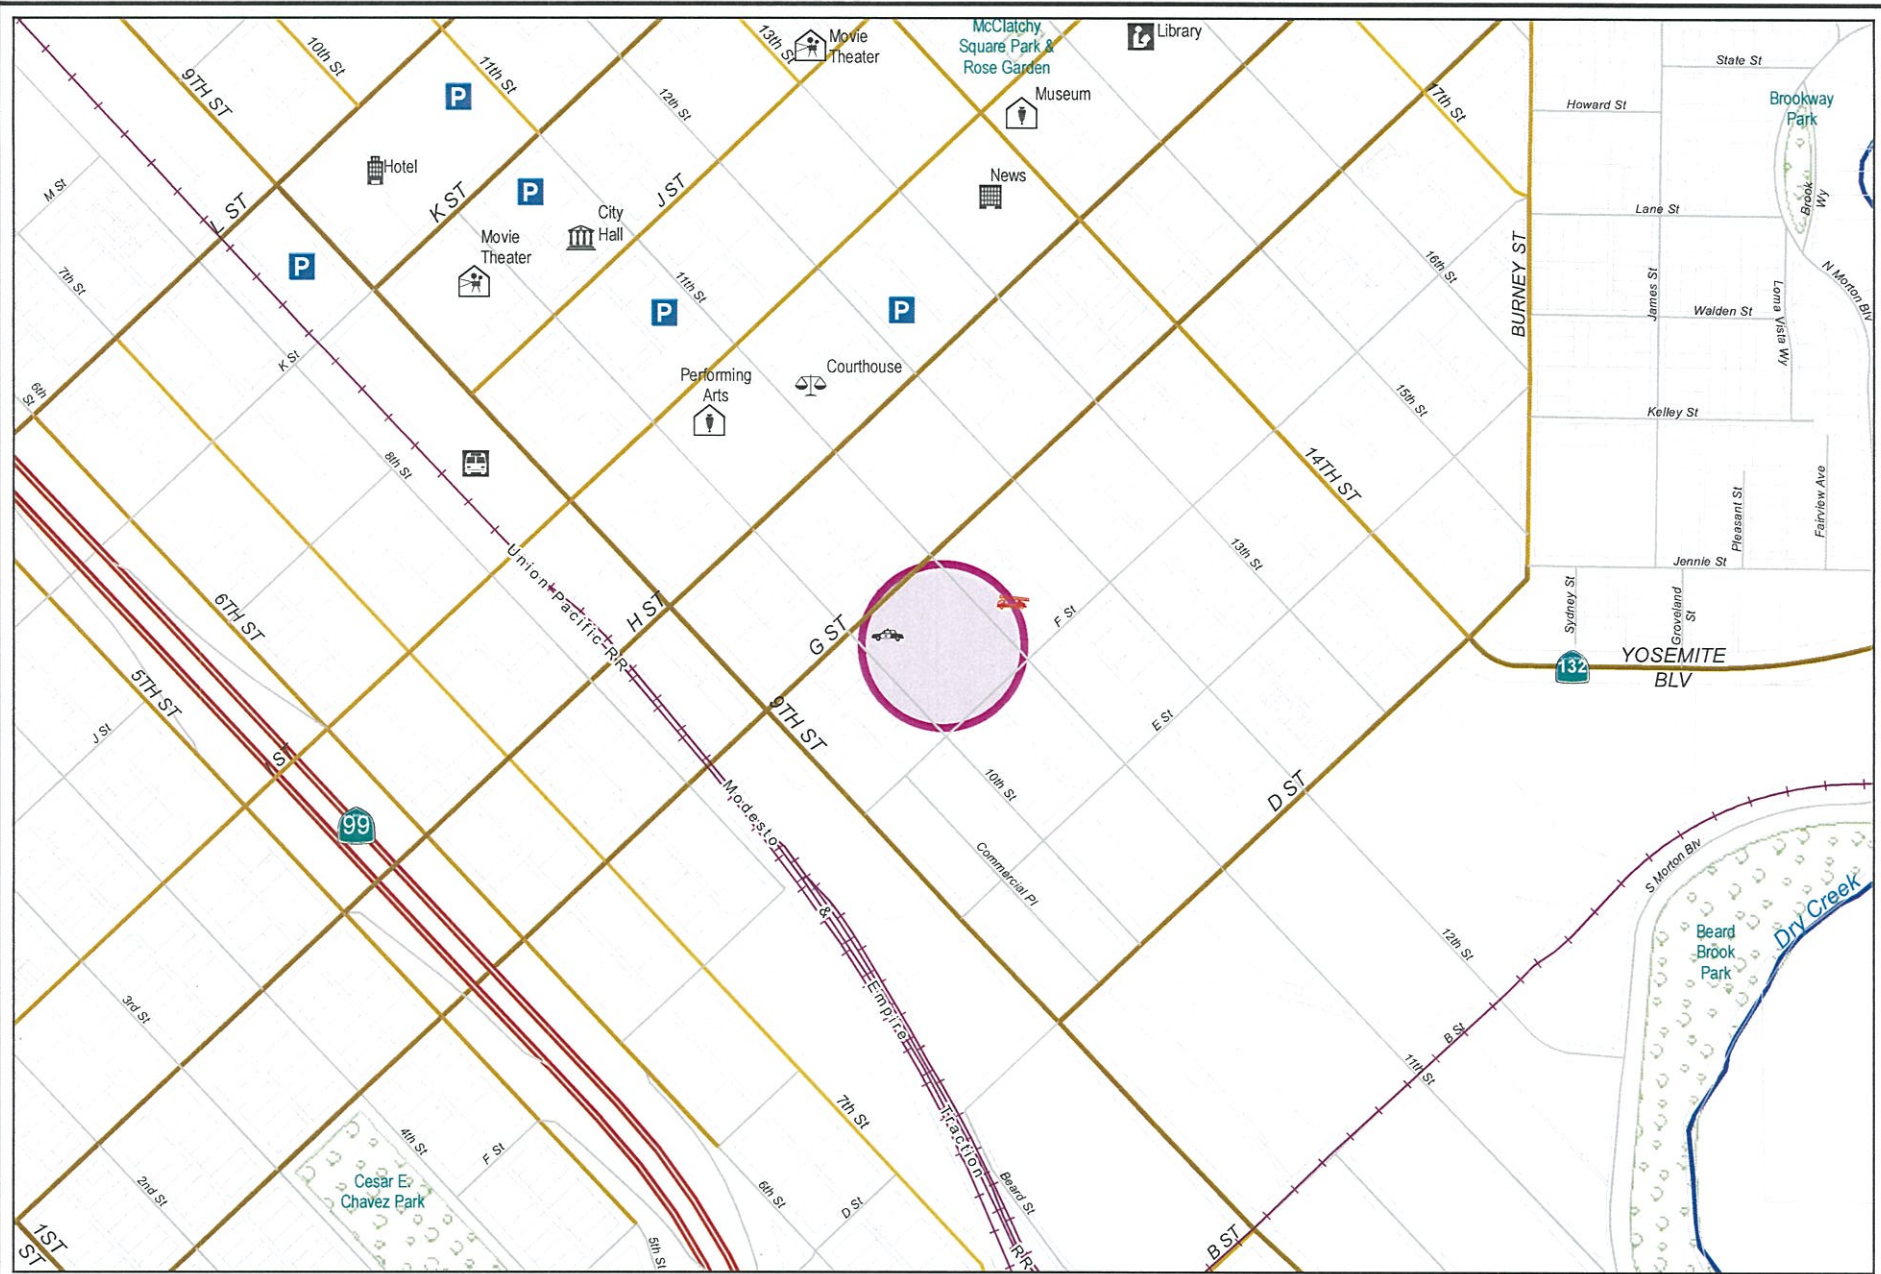 McClatchy
Square Park &
Rose Garden
Library
13th St
Movie
Theater
10th St
11th St
9TH ST
12th St
Museum
17th St
State St
Howard St
Brookway
Park
Hotel
P
P
M St
L ST
K ST
J ST
News
Lane St
Brook
Wy
City
Hall
Movie
Theater
P
7th St
11th St
16th St
BURNEY ST
James St
Walden St
Loma Vista Wy
N Morton Blv
P
P
K St
Performing
Arts
Courthouse
6th
St
15th St
Kelley St
8th St
14TH ST
Pleasant St
Fairview Ave
Union Pacific RR
13th St
Jennie St
Sydney St
Groveland
St
H ST
G ST
F St
6TH ST
5TH ST
YOSEMITE
BLV
132
9TH ST
E St
J St
ST
10th St
D ST
99
Modesto & Empire Traction RR
Commercial Pl
S Morton Blv
Dry Creek
12th St
Beard
Brook
Park
3rd St
B St
11th St
7th St
4th St
F St
Cesar E.
Chavez Park
2nd St
6th St
D St
Beard St
1ST
ST
5th St
B ST